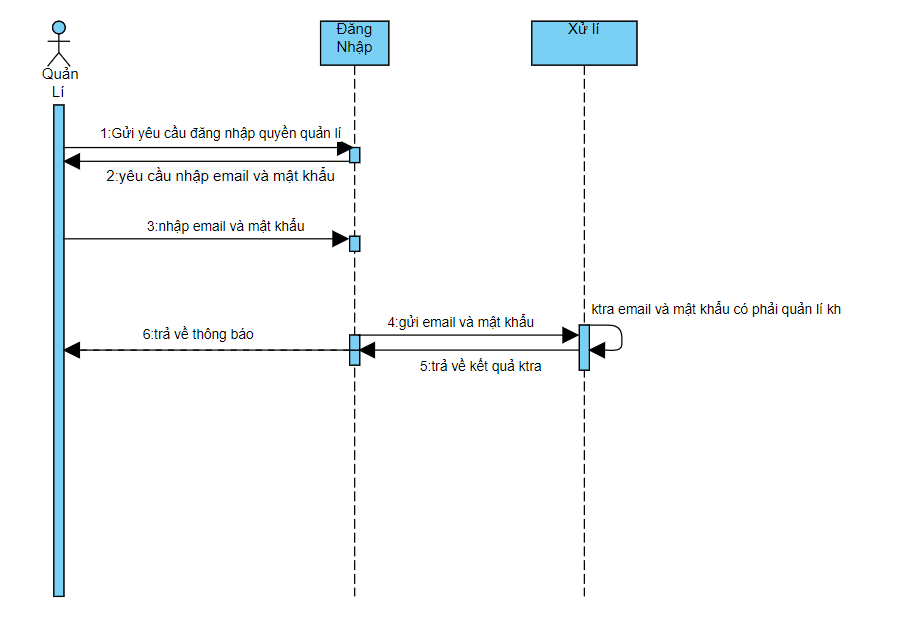 Đăng
Nhập
Xử lí
Quản
Lí
1:Gửi yêu cầu đăng nhập quyền quản lí
2:yêu cầu nhập email và mật khẩu
3:nhập email và mật khẩu
ktra email và mật khẩu có phải quản lí kh
4:gửi email và mật khẩu
6:trả về thông báo
5:trả về kết quả ktra